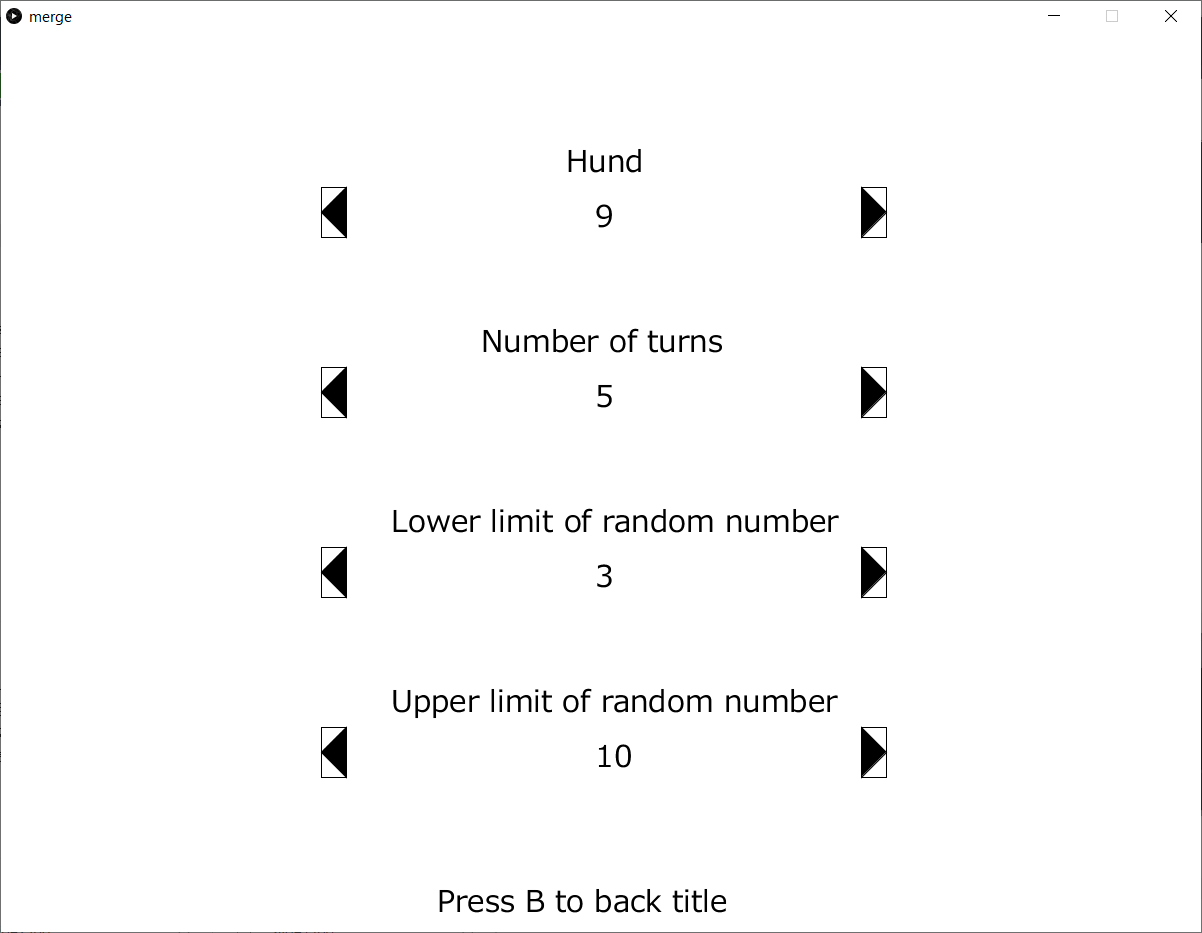 merge
Hund
9
Number of turns
5
Lower limit of random number
3
Upper limit of random number
10
Press B to back title